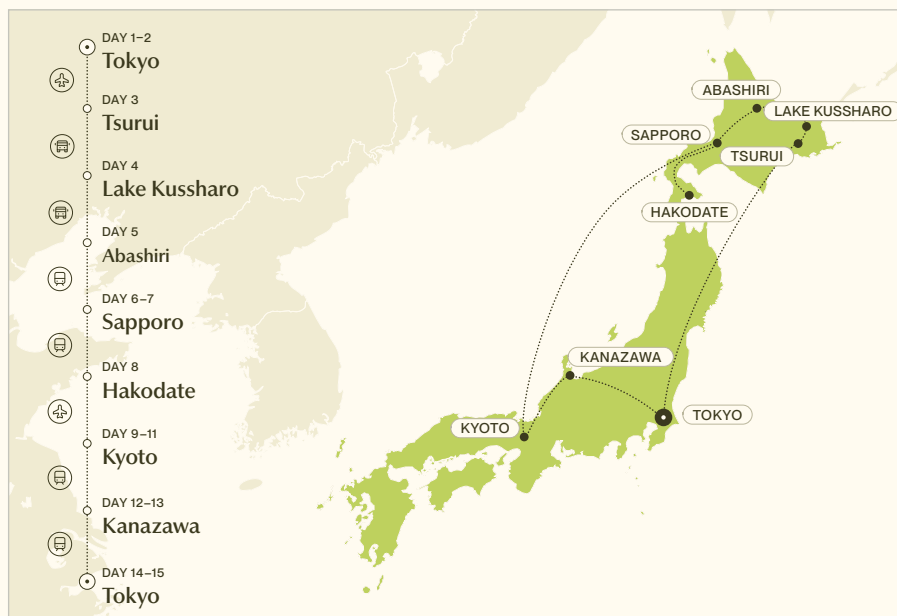 DAY 1–2
Tokyo
DAY 3
Tsurui
DAY 4
Lake Kussharo
DAY 5
Abashiri
DAY 6–7
Sapporo
DAY 8
Hakodate
DAY 9–11
Kyoto
DAY 12–13
Kanazawa
DAY 14–15
Tokyo
ABASHIRI
LAKE KUSSHARO
SAPPORO
TSURUI
HAKODATE
KANAZAWA
TOKYO
KYOTO